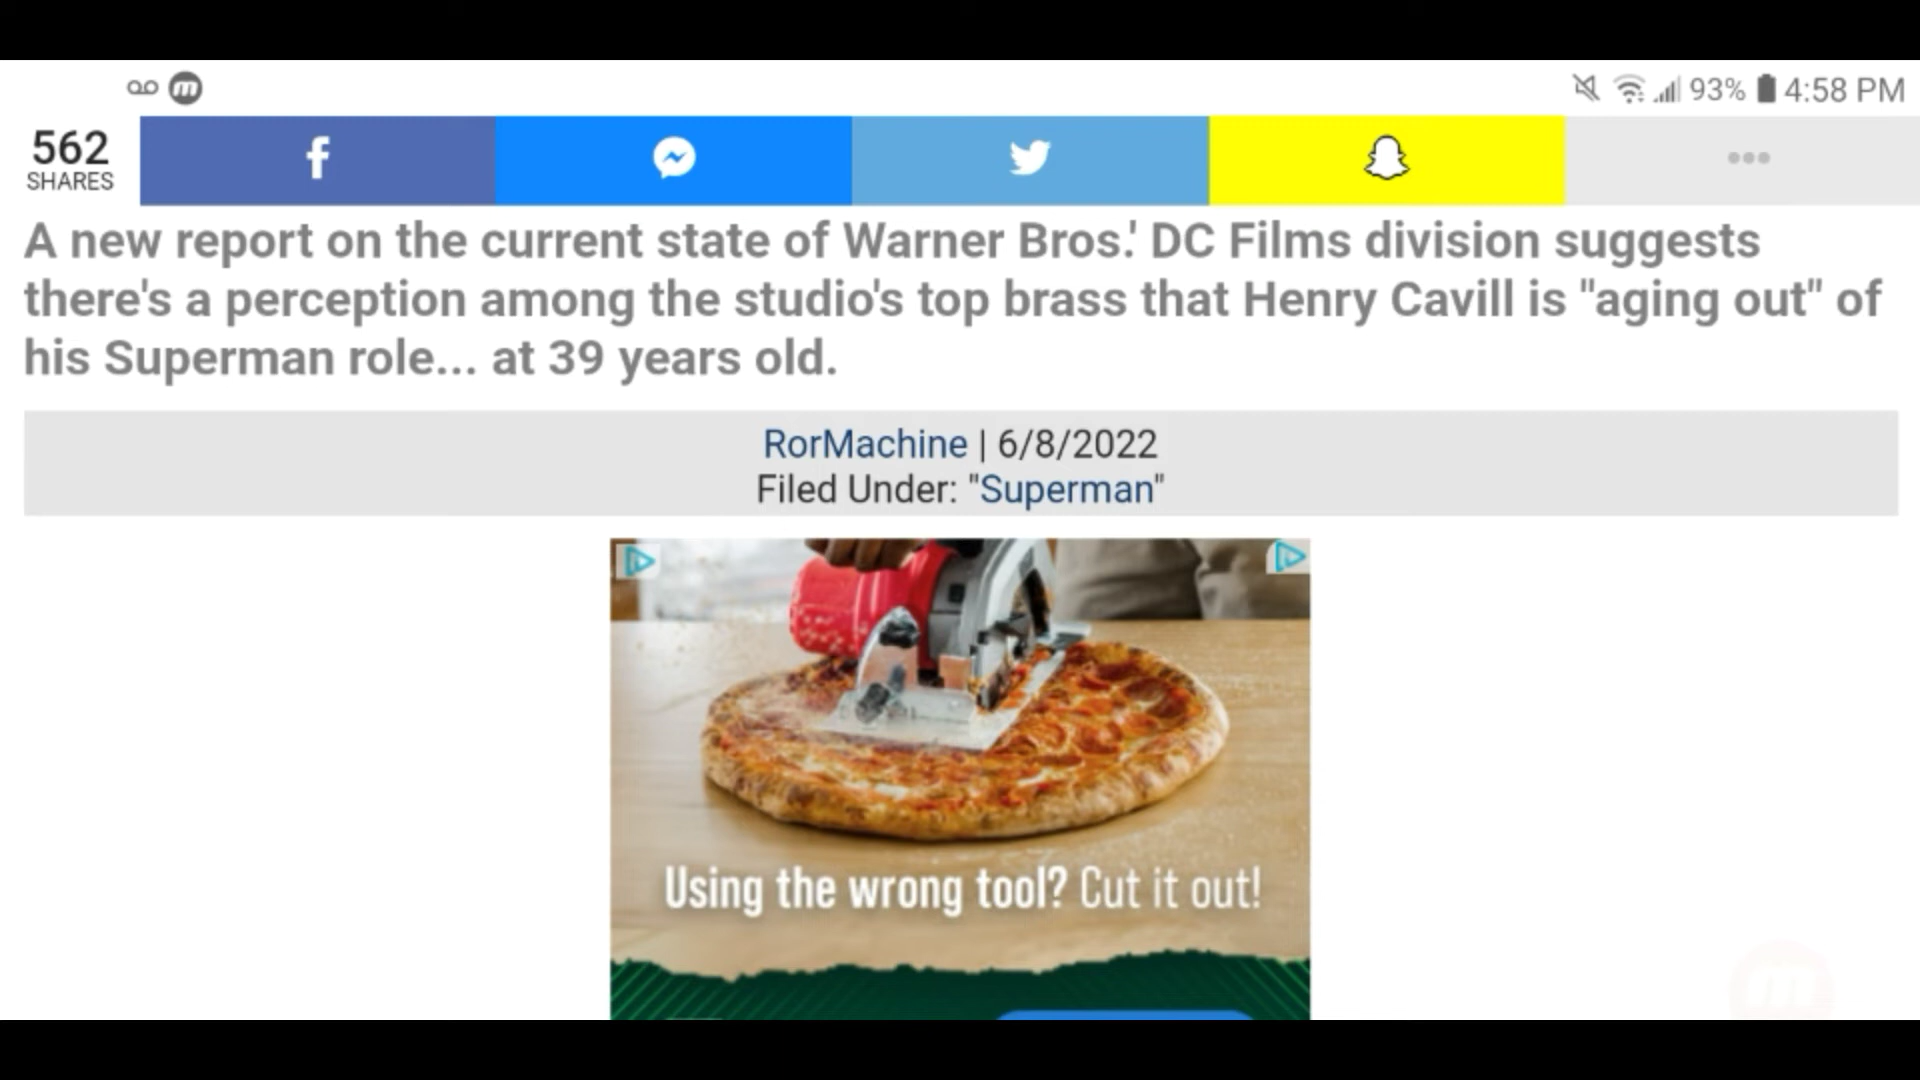 93% 4:58 PM
562
SHARES
A new report on the current state of Warner Bros.' DC Films division suggests
there's a perception among the studio's top brass that Henry Cavill is "aging out" of
his Superman role... at 39 years old.
RorMachine | 6/8/2022
Filed Under: "Superman"
Using the wrong tool? Cut it out!